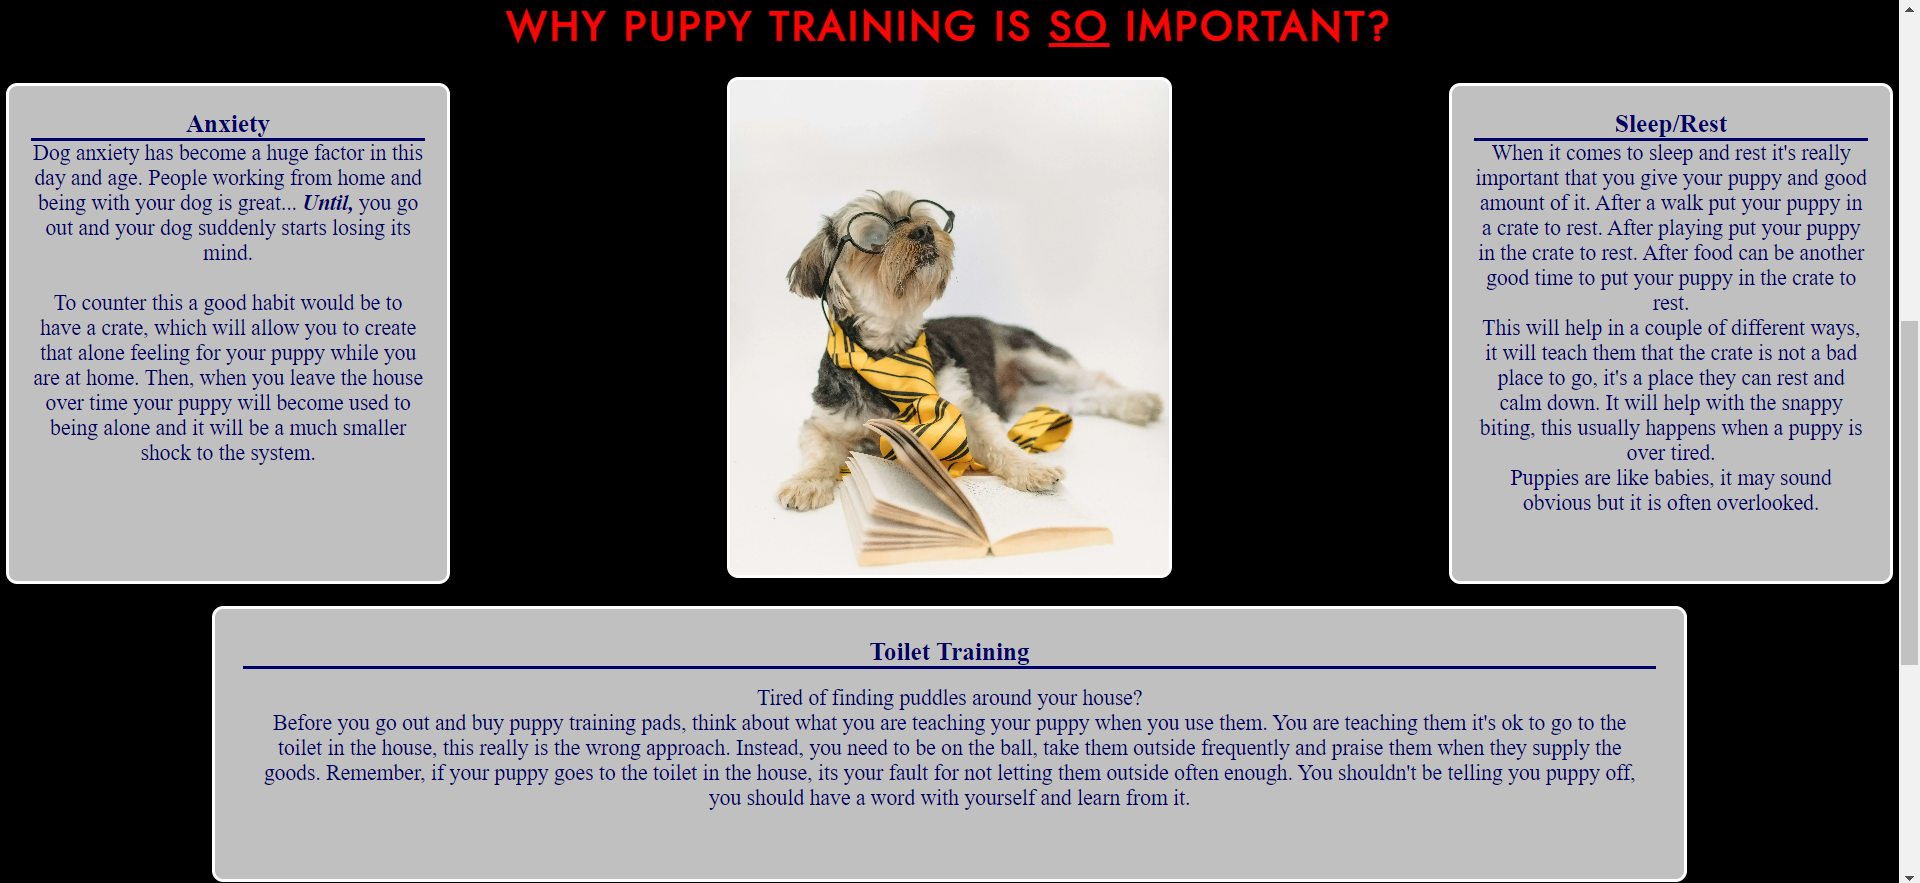 WHY PUPPY TRAINING IS SO IMPORTANT?
Anxiety
Dog anxiety has become a huge factor in this
day and age. People working from home and
being with your dog is great... Until, you go
out and your dog suddenly starts losing its
mind.
To counter this a good habit would be to
have a crate, which will allow you to create
that alone feeling for your puppy while you
are at home. Then, when you leave the house
over time your puppy will become used to
being alone and it will be a much smaller
shock to the system.
Sleep/Rest
When it comes to sleep and rest it's really
important that you give your puppy and good
amount of it. After a walk put your puppy in
a crate to rest. After playing put your puppy
in the crate to rest. After food can be another
good time to put your puppy in the crate to
rest.
This will help in a couple of different ways,
it will teach them that the crate is not a bad
place to go, it's a place they can rest and
calm down. It will help with the snappy
biting, this usually happens when a puppy is
over tired.
Puppies are like babies, it may sound
obvious but it is often overlooked.
Toilet Training
Tired of finding puddles around your house?
Before you go out and buy puppy training pads, think about what you are teaching your puppy when you use them. You are teaching them it's ok to go to the
toilet in the house, this really is the wrong approach. Instead, you need to be on the ball, take them outside frequently and praise them when they supply the
goods. Remember, if your puppy goes to the toilet in the house, its your fault for not letting them outside often enough. You shouldn't be telling you puppy off,
you should have a word with yourself and learn from it.